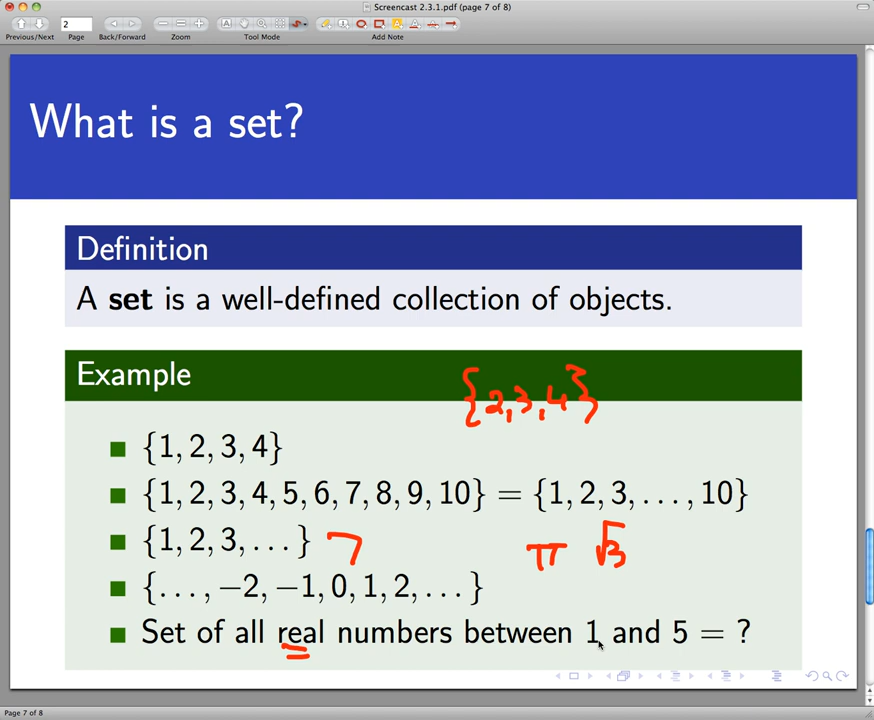 Screencast 2.3.1.pdf (page 7 of 8)
2
Previous/Next Page Back/Forward Zoom Tool Mode Add Note
What is a set?
Definition
A set is a well-defined collection of objects.
Example
{2,3,4}
{1, 2, 3, 4}
{1, 2, 3, 4, 5, 6, 7, 8, 9, 10} = {1, 2, 3, . . . , 10}
{1, 2, 3, . . . } 7 π √3
{. . . , −2, −1, 0, 1, 2, . . . }
Set of all real numbers between 1 and 5 = ?
Page 7 of 8